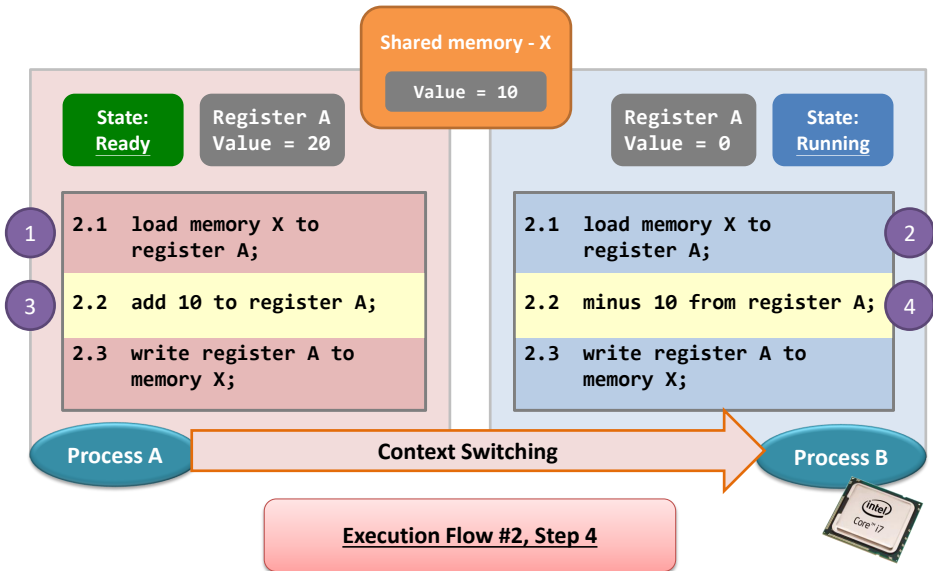 Shared memory - X
Value = 10
State:
Ready
Register A
Value = 20
Register A
Value = 0
State:
Running
1
2.1 load memory X to
register A;
3
2.2 add 10 to register A;
2.3 write register A to
memory X;
2.1 load memory X to
register A;
2
2.2 minus 10 from register A;
4
2.3 write register A to
memory X;
Process A
Context Switching
Process B
intel
Core™ i7
Execution Flow #2, Step 4